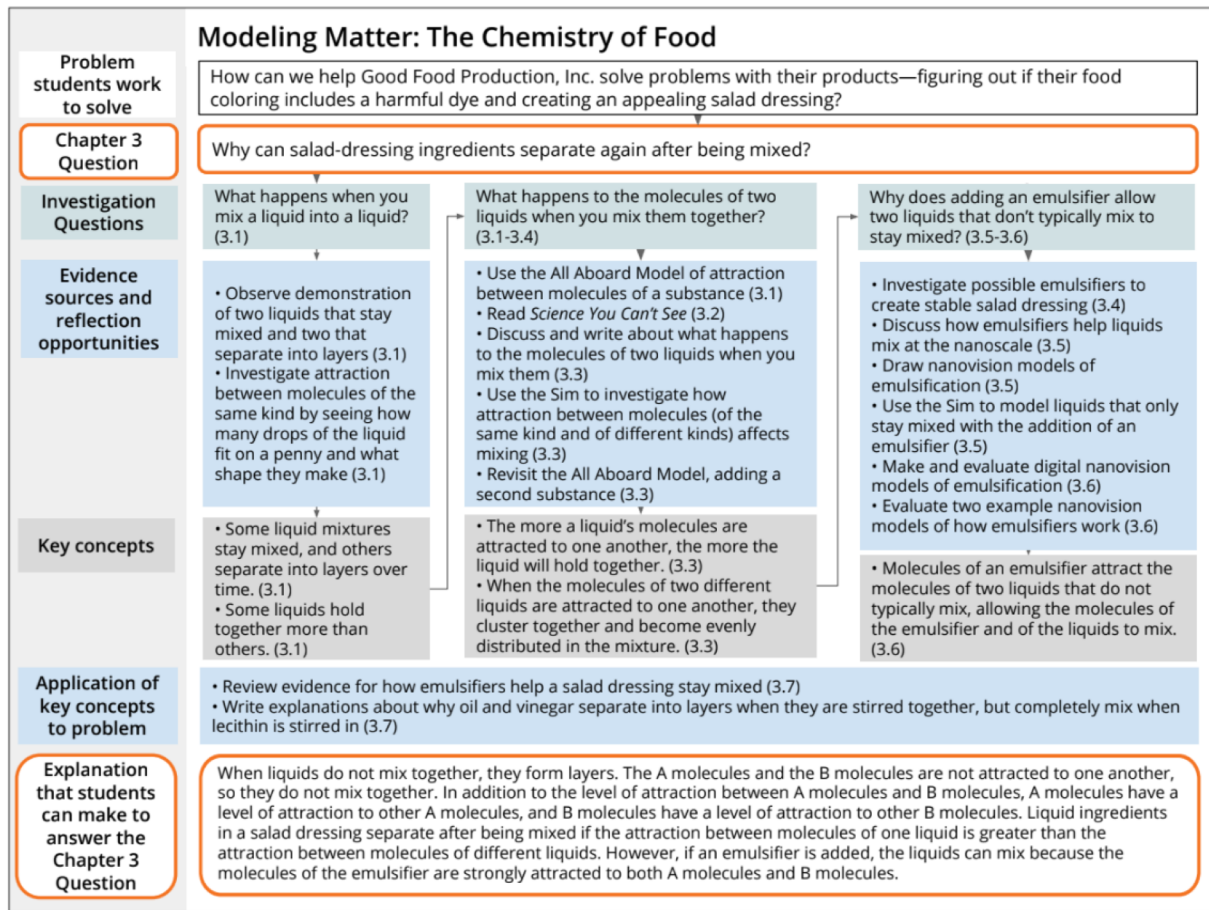 Modeling Matter: The Chemistry of Food
Problem
students work
to solve
How can we help Good Food Production, Inc. solve problems with their products—figuring out if their food
coloring includes a harmful dye and creating an appealing salad dressing?
Chapter 3
Question
Why can salad-dressing ingredients separate again after being mixed?
Investigation
Questions
What happens when you
mix a liquid into a liquid?
(3.1)
What happens to the molecules of two
liquids when you mix them together?
(3.1-3.4)
Why does adding an emulsifier allow
two liquids that don't typically mix to
stay mixed? (3.5-3.6)
Evidence
sources and
reflection
opportunities
• Observe demonstration
of two liquids that stay
mixed and two that
separate into layers (3.1)
• Investigate attraction
between molecules of the
same kind by seeing how
many drops of the liquid
fit on a penny and what
shape they make (3.1)
• Use the All Aboard Model of attraction
between molecules of a substance (3.1)
• Read Science You Can't See (3.2)
• Discuss and write about what happens
to the molecules of two liquids when you
mix them (3.3)
• Use the Sim to investigate how
attraction between molecules (of the
same kind and of different kinds) affects
mixing (3.3)
• Revisit the All Aboard Model, adding a
second substance (3.3)
• Investigate possible emulsifiers to
create stable salad dressing (3.4)
• Discuss how emulsifiers help liquids
mix at the nanoscale (3.5)
• Draw nanovision models of
emulsification (3.5)
• Use the Sim to model liquids that only
stay mixed with the addition of an
emulsifier (3.5)
• Make and evaluate digital nanovision
models of emulsification (3.6)
• Evaluate two example nanovision
models of how emulsifiers work (3.6)
Key concepts
• Some liquid mixtures
stay mixed, and others
separate into layers over
time. (3.1)
• Some liquids hold
together more than
others. (3.1)
• The more a liquid's molecules are
attracted to one another, the more the
liquid will hold together. (3.3)
• When the molecules of two different
liquids are attracted to one another, they
cluster together and become evenly
distributed in the mixture. (3.3)
• Molecules of an emulsifier attract the
molecules of two liquids that do not
typically mix, allowing the molecules of
the emulsifier and of the liquids to mix.
(3.6)
Application of
key concepts
to problem
• Review evidence for how emulsifiers help a salad dressing stay mixed (3.7)
• Write explanations about why oil and vinegar separate into layers when they are stirred together, but completely mix when
lecithin is stirred in (3.7)
Explanation
that students
can make to
answer the
Chapter 3
Question
When liquids do not mix together, they form layers. The A molecules and the B molecules are not attracted to one another,
so they do not mix together. In addition to the level of attraction between A molecules and B molecules, A molecules have a
level of attraction to other A molecules, and B molecules have a level of attraction to other B molecules. Liquid ingredients
in a salad dressing separate after being mixed if the attraction between molecules of one liquid is greater than the
attraction between molecules of different liquids. However, if an emulsifier is added, the liquids can mix because the
molecules of the emulsifier are strongly attracted to both A molecules and B molecules.